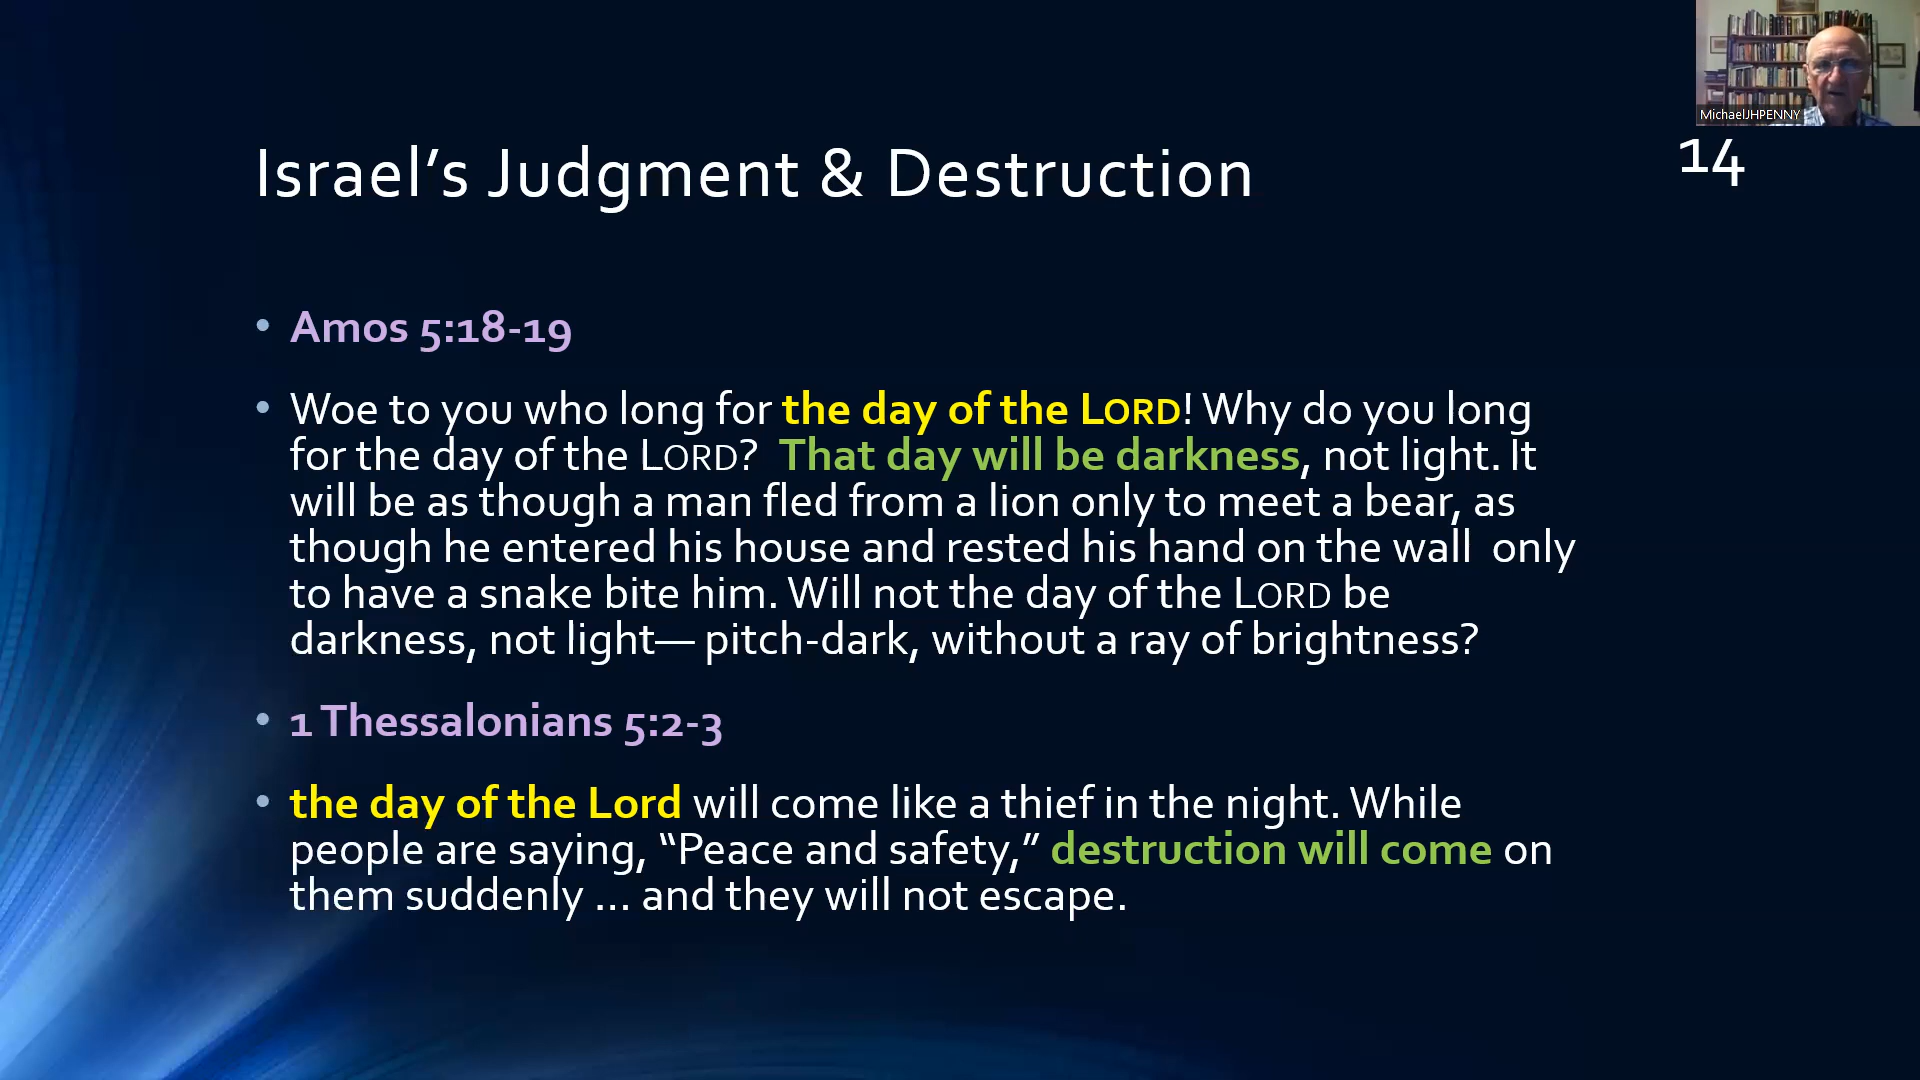 MichaelJHPENNY
14
Israel’s Judgment & Destruction
• Amos 5:18-19
• Woe to you who long for the day of the LORD! Why do you long
for the day of the LORD?  That day will be darkness, not light. It
will be as though a man fled from a lion only to meet a bear, as
though he entered his house and rested his hand on the wall  only
to have a snake bite him. Will not the day of the LORD be
darkness, not light— pitch-dark, without a ray of brightness?
• 1 Thessalonians 5:2-3
• the day of the Lord will come like a thief in the night. While
people are saying, “Peace and safety,” destruction will come on
them suddenly … and they will not escape.